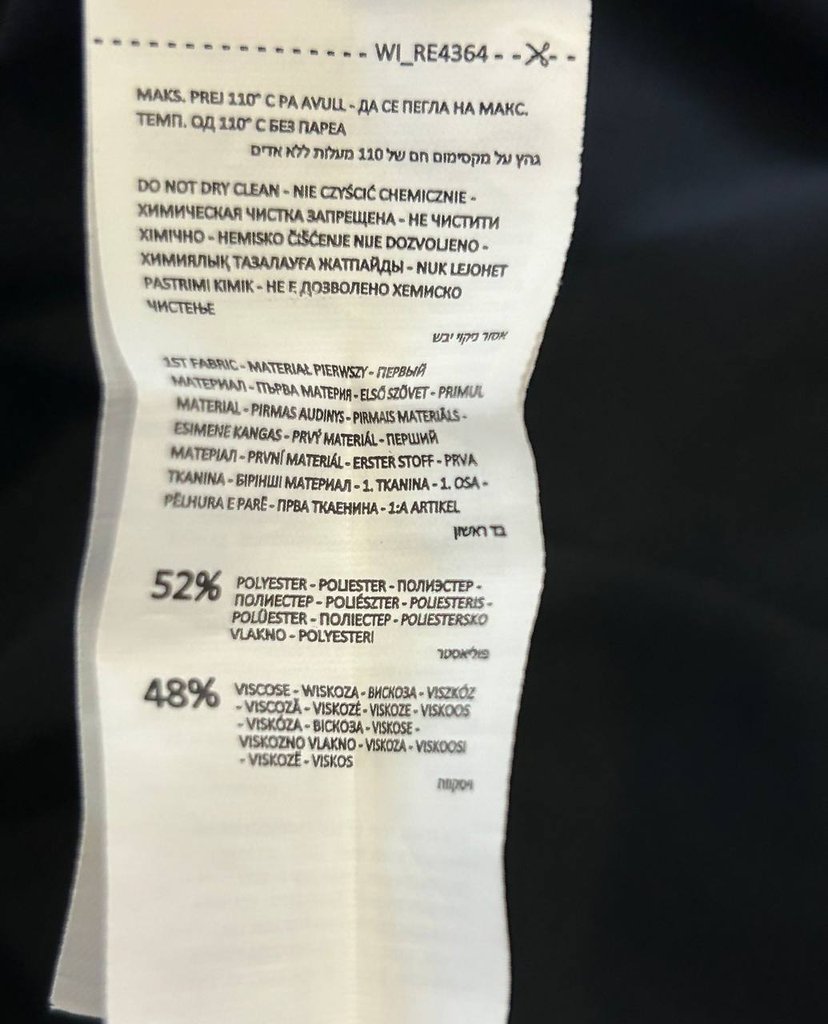 WI_RE4364
MAKS. PREJ 110° C PA AVULL - ДА СЕ ПЕГЛА НА МАКС.
ТЕМП. ОД 110° C БЕЗ ПАРЕА
גהץ על מקסימום חם של 110 מעלות ללא אדים
DO NOT DRY CLEAN - NIE CZYŚCIĆ CHEMICZNIE -
ХИМИЧЕСКАЯ ЧИСТКА ЗАПРЕЩЕНА - НЕ ЧИСТИТИ
ХІМІЧНО - HEMISKO ČIŠĆENJE NIJE DOZVOLJENO -
ХИМИЯЛЫҚ ТАЗАЛАУҒА ЖАТПАЙДЫ - NUK LEJOHET
PASTRIMI KIMIK - НЕ Е ДОЗВОЛЕНО ХЕМИСКО
ЧИСТЕЊЕ
אסור ניקוי יבש
1ST FABRIC - MATERIAŁ PIERWSZY - ПЕРВЫЙ
МАТЕРИАЛ - ПЪРВА МАТЕРИЯ - ELSŐ SZÖVET - PRIMUL
MATERIAL - PIRMAS AUDINYS - PIRMAIS MATERIĀLS -
ESIMENE KANGAS - PRVÝ MATERIÁL - ПЕРШИЙ
МАТЕРІАЛ - PRVNÍ MATERIÁL - ERSTER STOFF - PRVA
TKANINA - БІРІНШІ МАТЕРИАЛ - 1. TKANINA - 1. OSA -
PËLHURA E PARË - ПРВА ТКАЕНИНА - 1:A ARTIKEL
בד ראשון
52% POLYESTER - POLIESTER - ПОЛИЭСТЕР -
ПОЛИЕСТЕР - POLIÉSZTER - POLIESTERIS -
POLÜESTER - ПОЛІЕСТЕР - POLIESTERSKO
VLAKNO - POLYESTERI
פוליאסטר
48% VISCOSE - WISKOZA - ВИСКОЗА - VISZKÓZ
- VISCOZĂ - VISKOZĖ - VISKOZE - VISKOOS
- VISKÓZA - ВІСКОЗА - VISKOSE -
VISKOZNO VLAKNO - VISKOZA - VISKOOSI
- VISKOZË - VISKOS
ויסקוזה